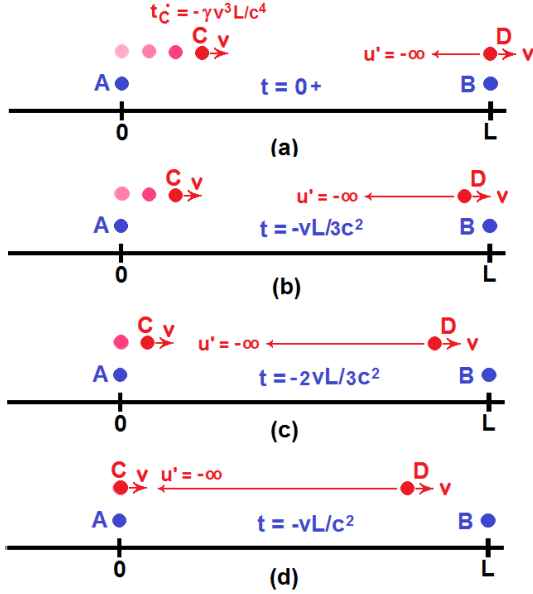 t_C^· = -γv³L/c⁴
C v D v
u' = -∞
A t = 0+ B
0 L
(a)
C v D v
u' = -∞
A t = -vL/3c² B
0 L
(b)
C v D v
u' = -∞
A t = -2vL/3c² B
0 L
(c)
C v u' = -∞ D v
A t = -vL/c² B
0 L
(d)